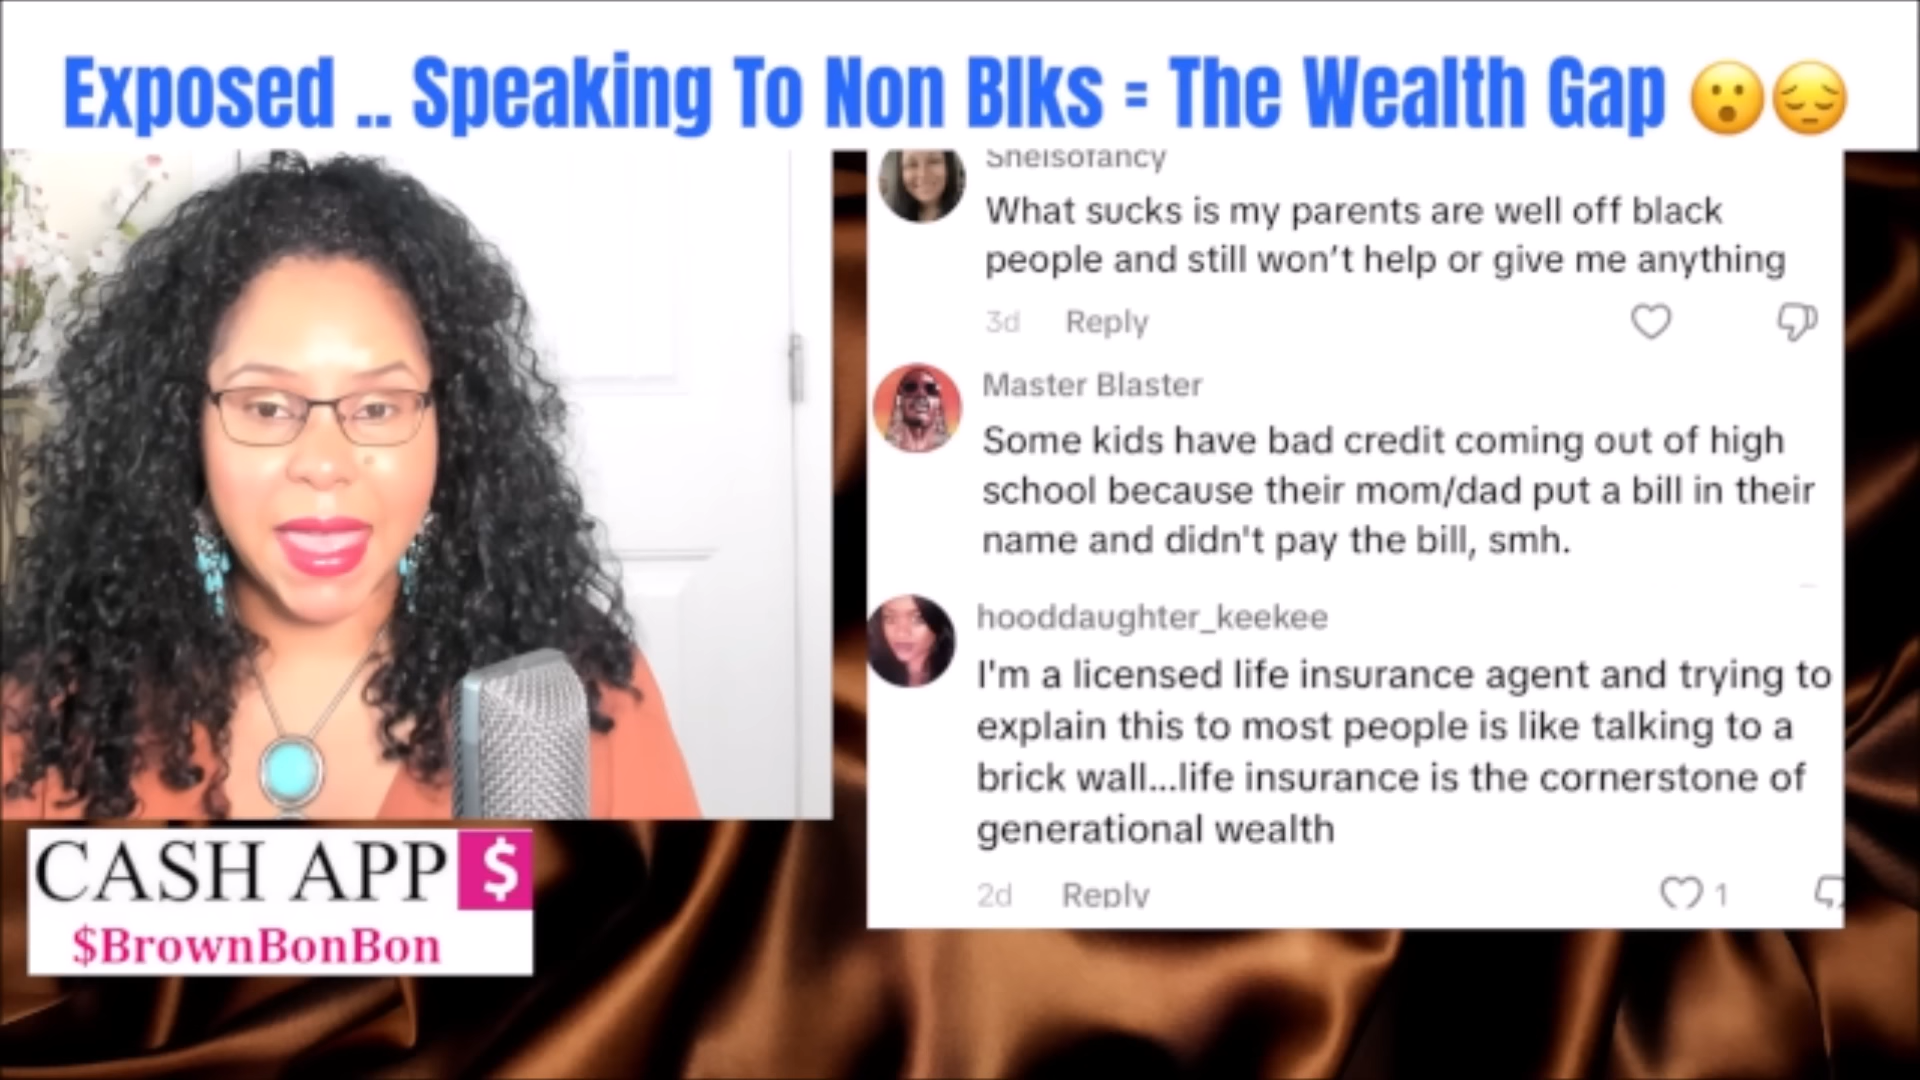 Exposed .. Speaking To Non Blks = The Wealth Gap 😮😔
Sheisofancy
What sucks is my parents are well off black
people and still won't help or give me anything
3d Reply
Master Blaster
Some kids have bad credit coming out of high
school because their mom/dad put a bill in their
name and didn't pay the bill, smh.
hooddaughter_keekee
I'm a licensed life insurance agent and trying to
explain this to most people is like talking to a
brick wall...life insurance is the cornerstone of
generational wealth
2d Reply 1
CASH APP $
$BrownBonBon